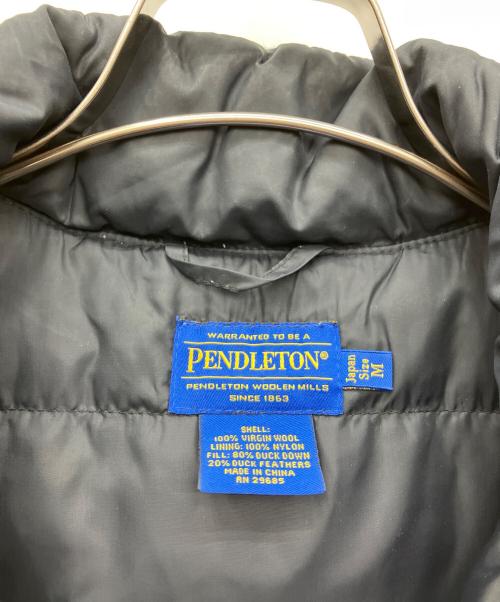 WARRANTED TO BE A
PENDLETON®
PENDLETON WOOLEN MILLS
SINCE 1863
Japan
Size
M
SHELL:
100% VIRGIN WOOL
LINING: 100% NYLON
FILL: 80% DUCK DOWN
20% DUCK FEATHERS
MADE IN CHINA
RN 29685